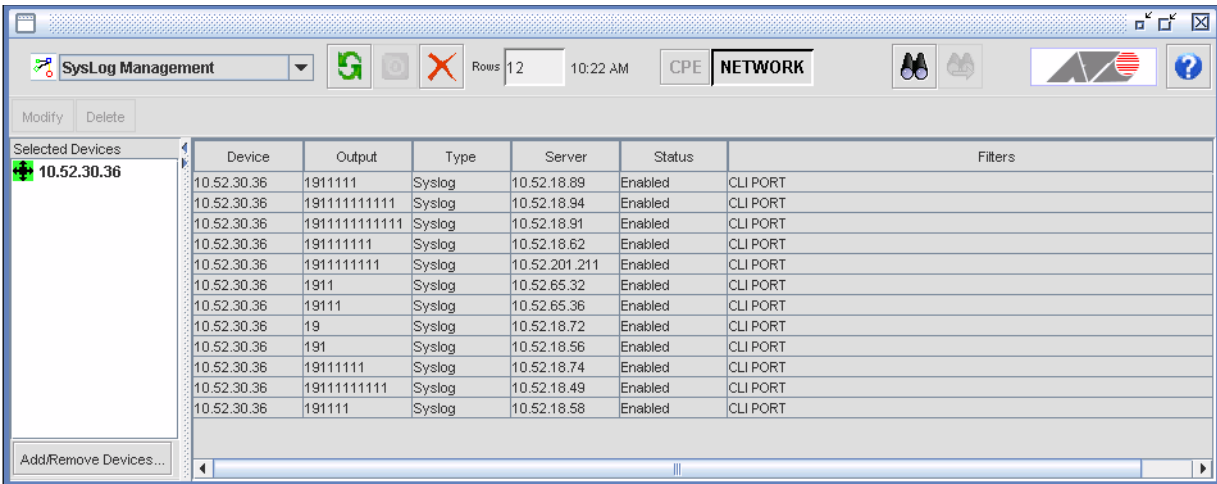 SysLog Management Rows 12 10:22 AM CPE NETWORK ?
Modify Delete
Selected Devices
10.52.30.36
Device Output Type Server Status Filters
10.52.30.36 1911111 Syslog 10.52.18.89 Enabled CLI PORT
10.52.30.36 191111111111 Syslog 10.52.18.94 Enabled CLI PORT
10.52.30.36 1911111111111 Syslog 10.52.18.91 Enabled CLI PORT
10.52.30.36 191111111 Syslog 10.52.18.62 Enabled CLI PORT
10.52.30.36 1911111111 Syslog 10.52.201.211 Enabled CLI PORT
10.52.30.36 1911 Syslog 10.52.65.32 Enabled CLI PORT
10.52.30.36 19111 Syslog 10.52.65.36 Enabled CLI PORT
10.52.30.36 19 Syslog 10.52.18.72 Enabled CLI PORT
10.52.30.36 191 Syslog 10.52.18.56 Enabled CLI PORT
10.52.30.36 19111111 Syslog 10.52.18.74 Enabled CLI PORT
10.52.30.36 19111111111 Syslog 10.52.18.49 Enabled CLI PORT
10.52.30.36 191111 Syslog 10.52.18.58 Enabled CLI PORT
Add/Remove Devices...